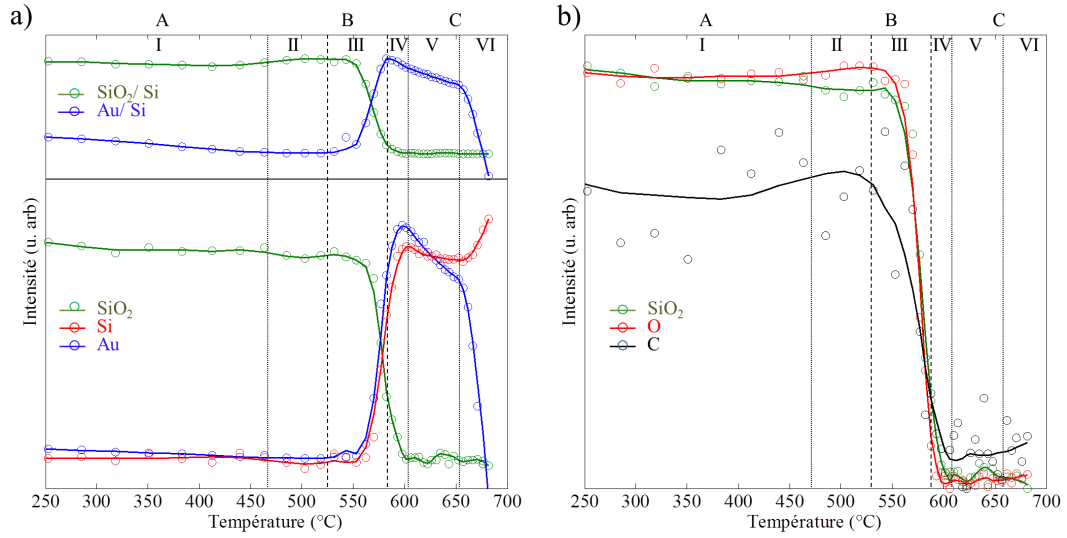 a)
A B C
I II III IV V VI
SiO₂/ Si
Au/ Si
SiO₂
Si
Au
Intensité (u. arb)
250 300 350 400 450 500 550 600 650 700
Température (°C)
b)
A B C
I II III IV V VI
SiO₂
O
C
Intensité (u. arb)
250 300 350 400 450 500 550 600 650 700
Température (°C)